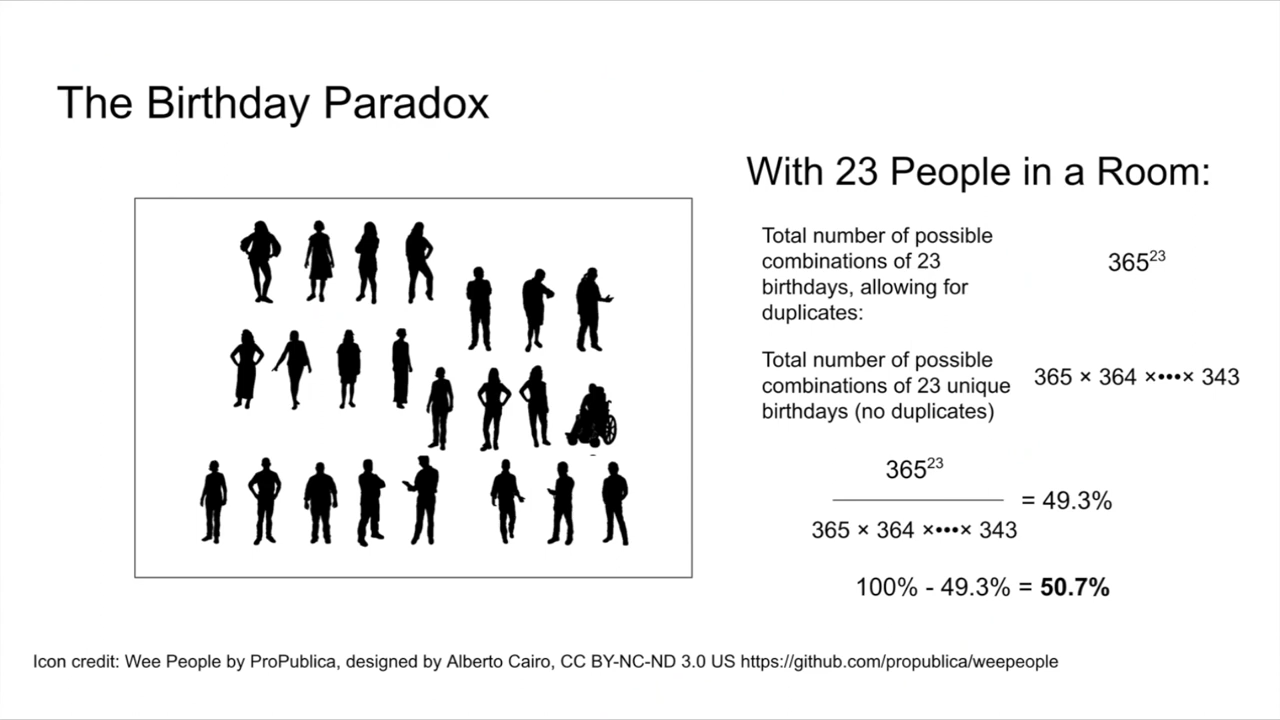 The Birthday Paradox
With 23 People in a Room:
Total number of possible
combinations of 23
birthdays, allowing for
duplicates:
365²³
Total number of possible
combinations of 23 unique
birthdays (no duplicates)
365 × 364 ו••× 343
365²³
365 × 364 ו••× 343
= 49.3%
100% - 49.3% = 50.7%
Icon credit: Wee People by ProPublica, designed by Alberto Cairo, CC BY-NC-ND 3.0 US https://github.com/propublica/weepeople